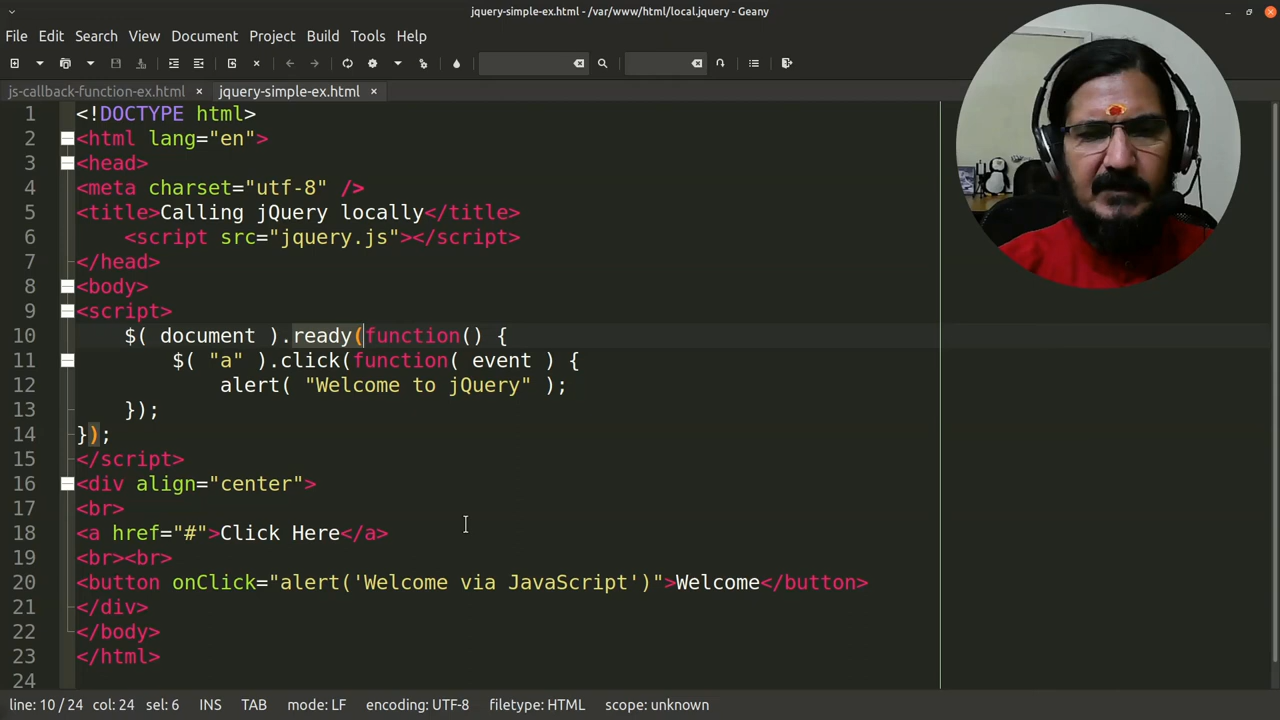 jquery-simple-ex.html - /var/www/html/local.jquery - Geany
File Edit Search View Document Project Build Tools Help
js-callback-function-ex.html × jquery-simple-ex.html ×
1 <!DOCTYPE html>
2 <html lang="en">
3 <head>
4 <meta charset="utf-8" />
5 <title>Calling jQuery locally</title>
6 <script src="jquery.js"></script>
7 </head>
8 <body>
9 <script>
10 $( document ).ready(function() {
11 $( "a" ).click(function( event ) {
12 alert( "Welcome to jQuery" );
13 });
14 });
15 </script>
16 <div align="center">
17 <br>
18 <a href="#">Click Here</a>
19 <br><br>
20 <button onClick="alert('Welcome via JavaScript')">Welcome</button>
21 </div>
22 </body>
23 </html>
24
line: 10 / 24 col: 24 sel: 6 INS TAB mode: LF encoding: UTF-8 filetype: HTML scope: unknown